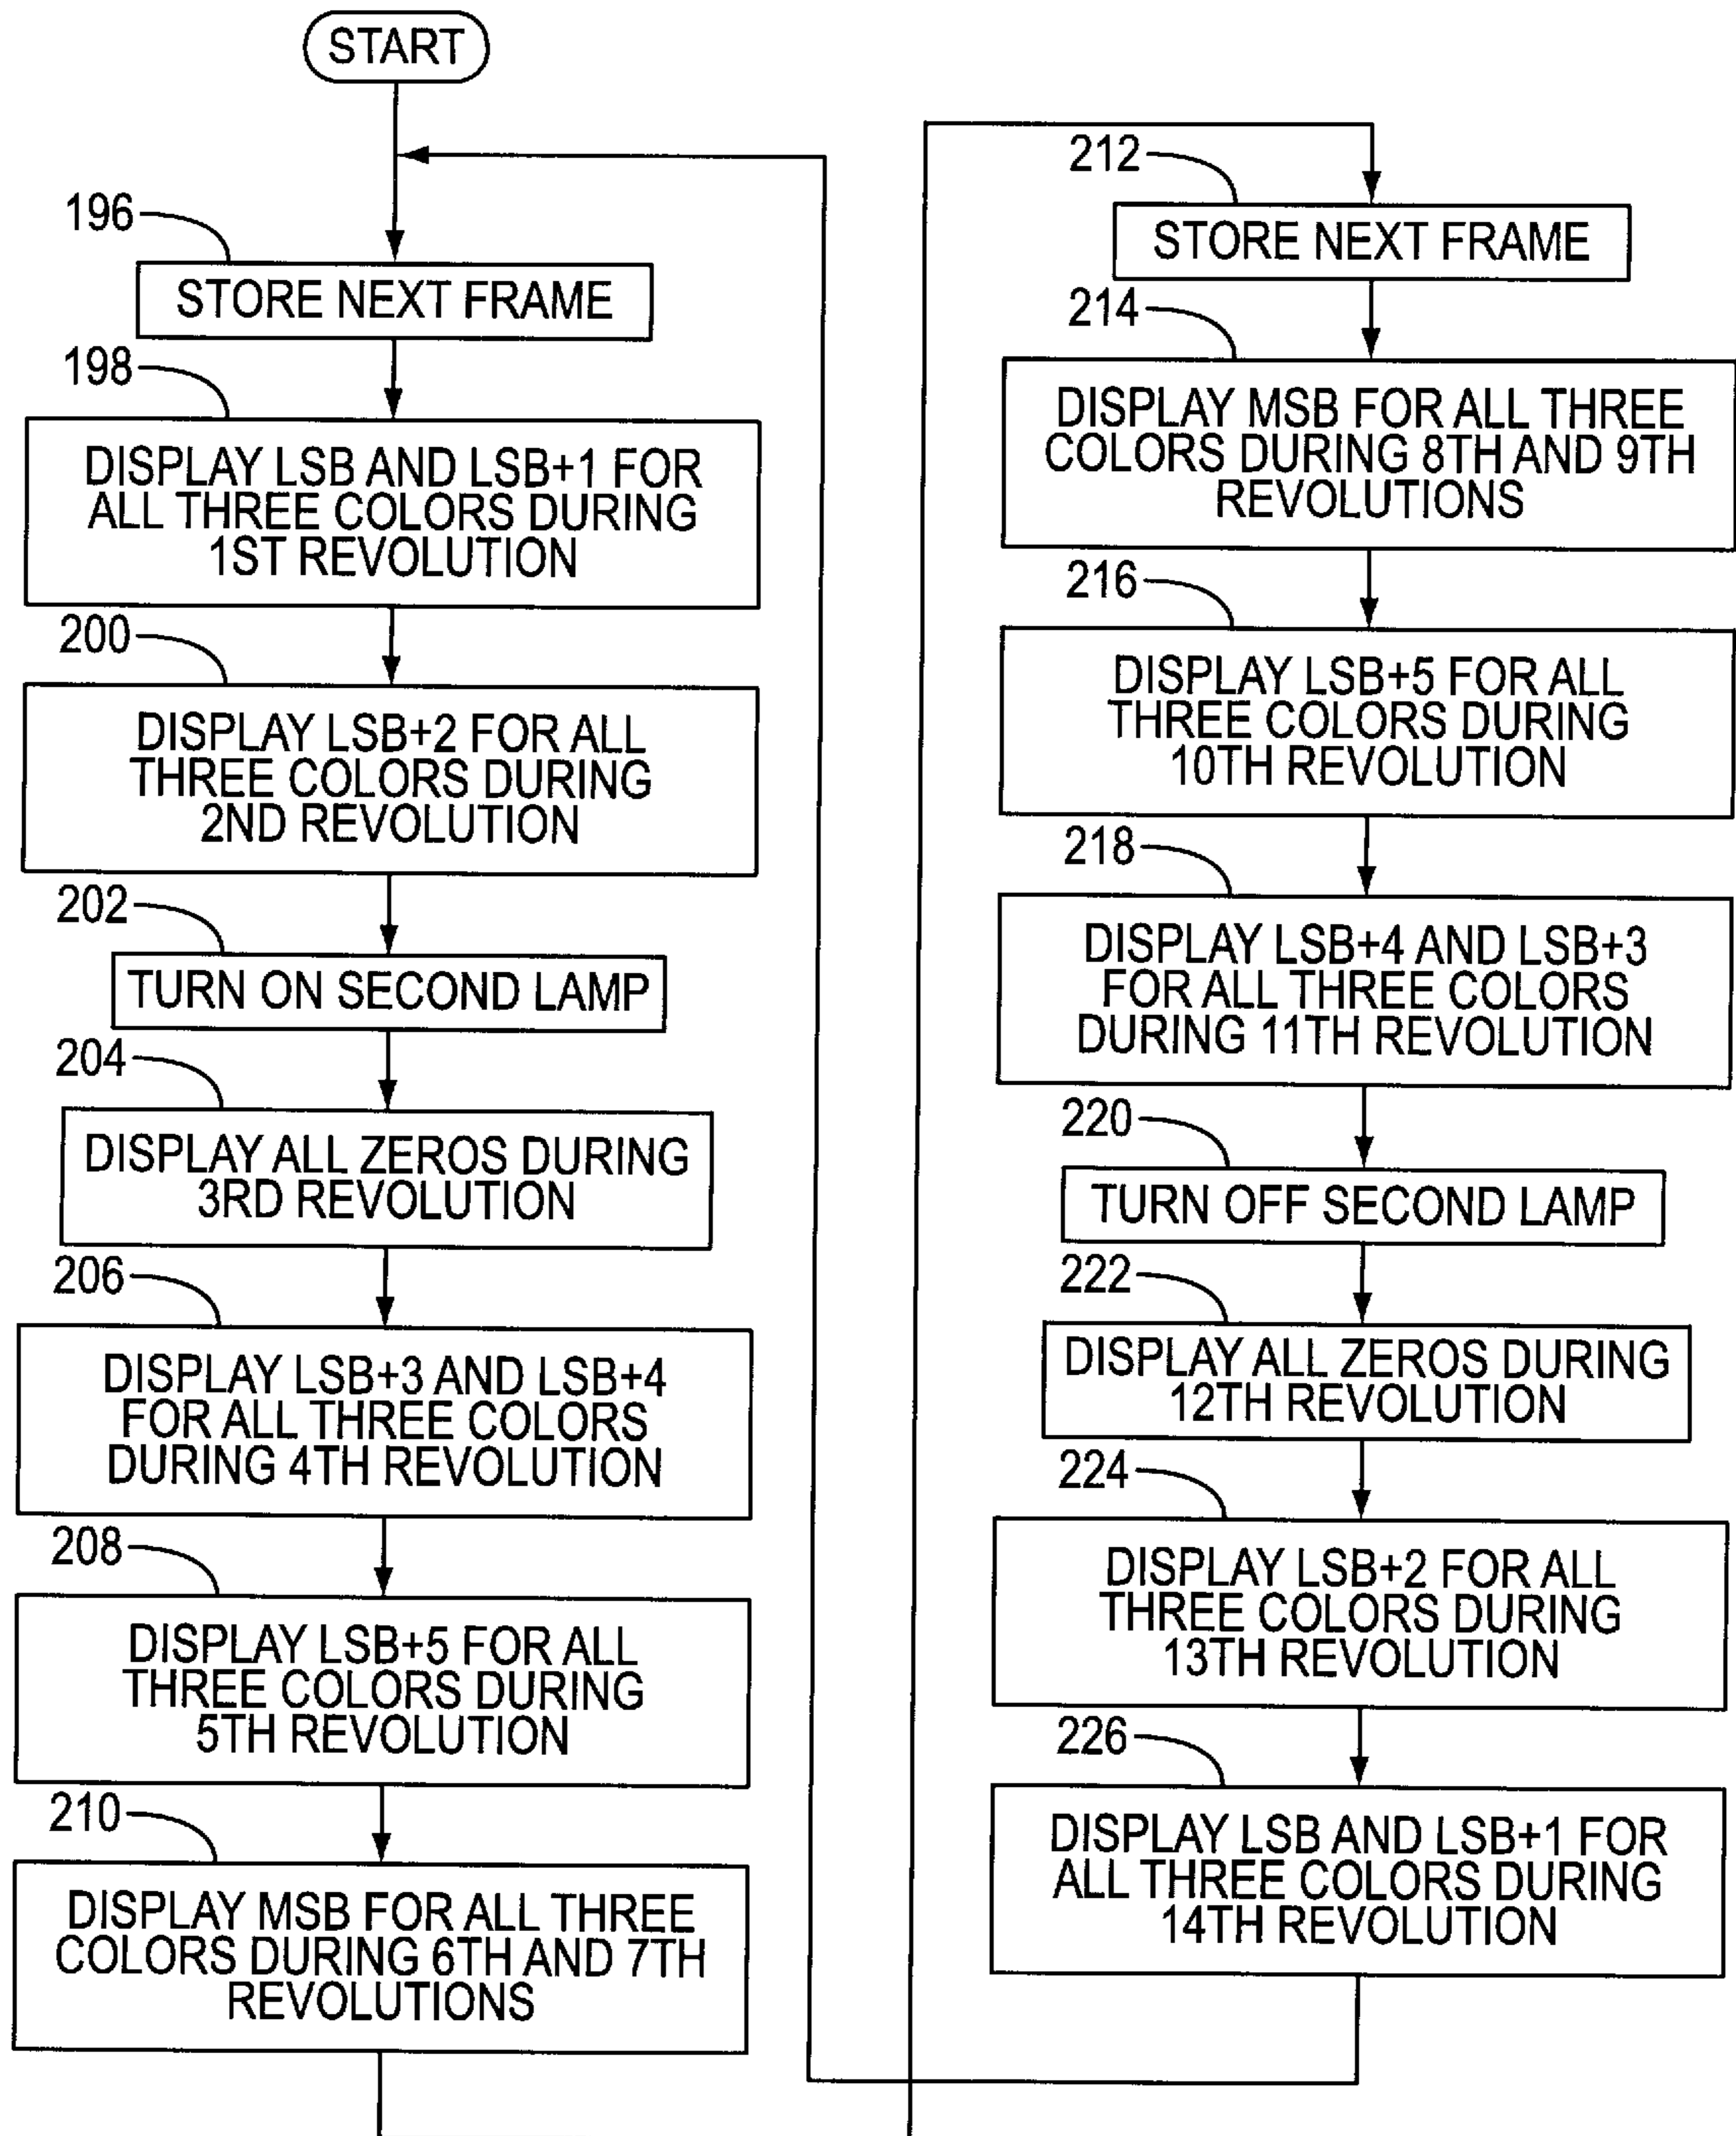 START
196
STORE NEXT FRAME
198
DISPLAY LSB AND LSB+1 FOR
ALL THREE COLORS DURING
1ST REVOLUTION
200
DISPLAY LSB+2 FOR ALL
THREE COLORS DURING
2ND REVOLUTION
202
TURN ON SECOND LAMP
204
DISPLAY ALL ZEROS DURING
3RD REVOLUTION
206
DISPLAY LSB+3 AND LSB+4
FOR ALL THREE COLORS
DURING 4TH REVOLUTION
208
DISPLAY LSB+5 FOR ALL
THREE COLORS DURING
5TH REVOLUTION
210
DISPLAY MSB FOR ALL THREE
COLORS DURING 6TH AND 7TH
REVOLUTIONS
212
STORE NEXT FRAME
214
DISPLAY MSB FOR ALL THREE
COLORS DURING 8TH AND 9TH
REVOLUTIONS
216
DISPLAY LSB+5 FOR ALL
THREE COLORS DURING
10TH REVOLUTION
218
DISPLAY LSB+4 AND LSB+3
FOR ALL THREE COLORS
DURING 11TH REVOLUTION
220
TURN OFF SECOND LAMP
222
DISPLAY ALL ZEROS DURING
12TH REVOLUTION
224
DISPLAY LSB+2 FOR ALL
THREE COLORS DURING
13TH REVOLUTION
226
DISPLAY LSB AND LSB+1 FOR
ALL THREE COLORS DURING
14TH REVOLUTION